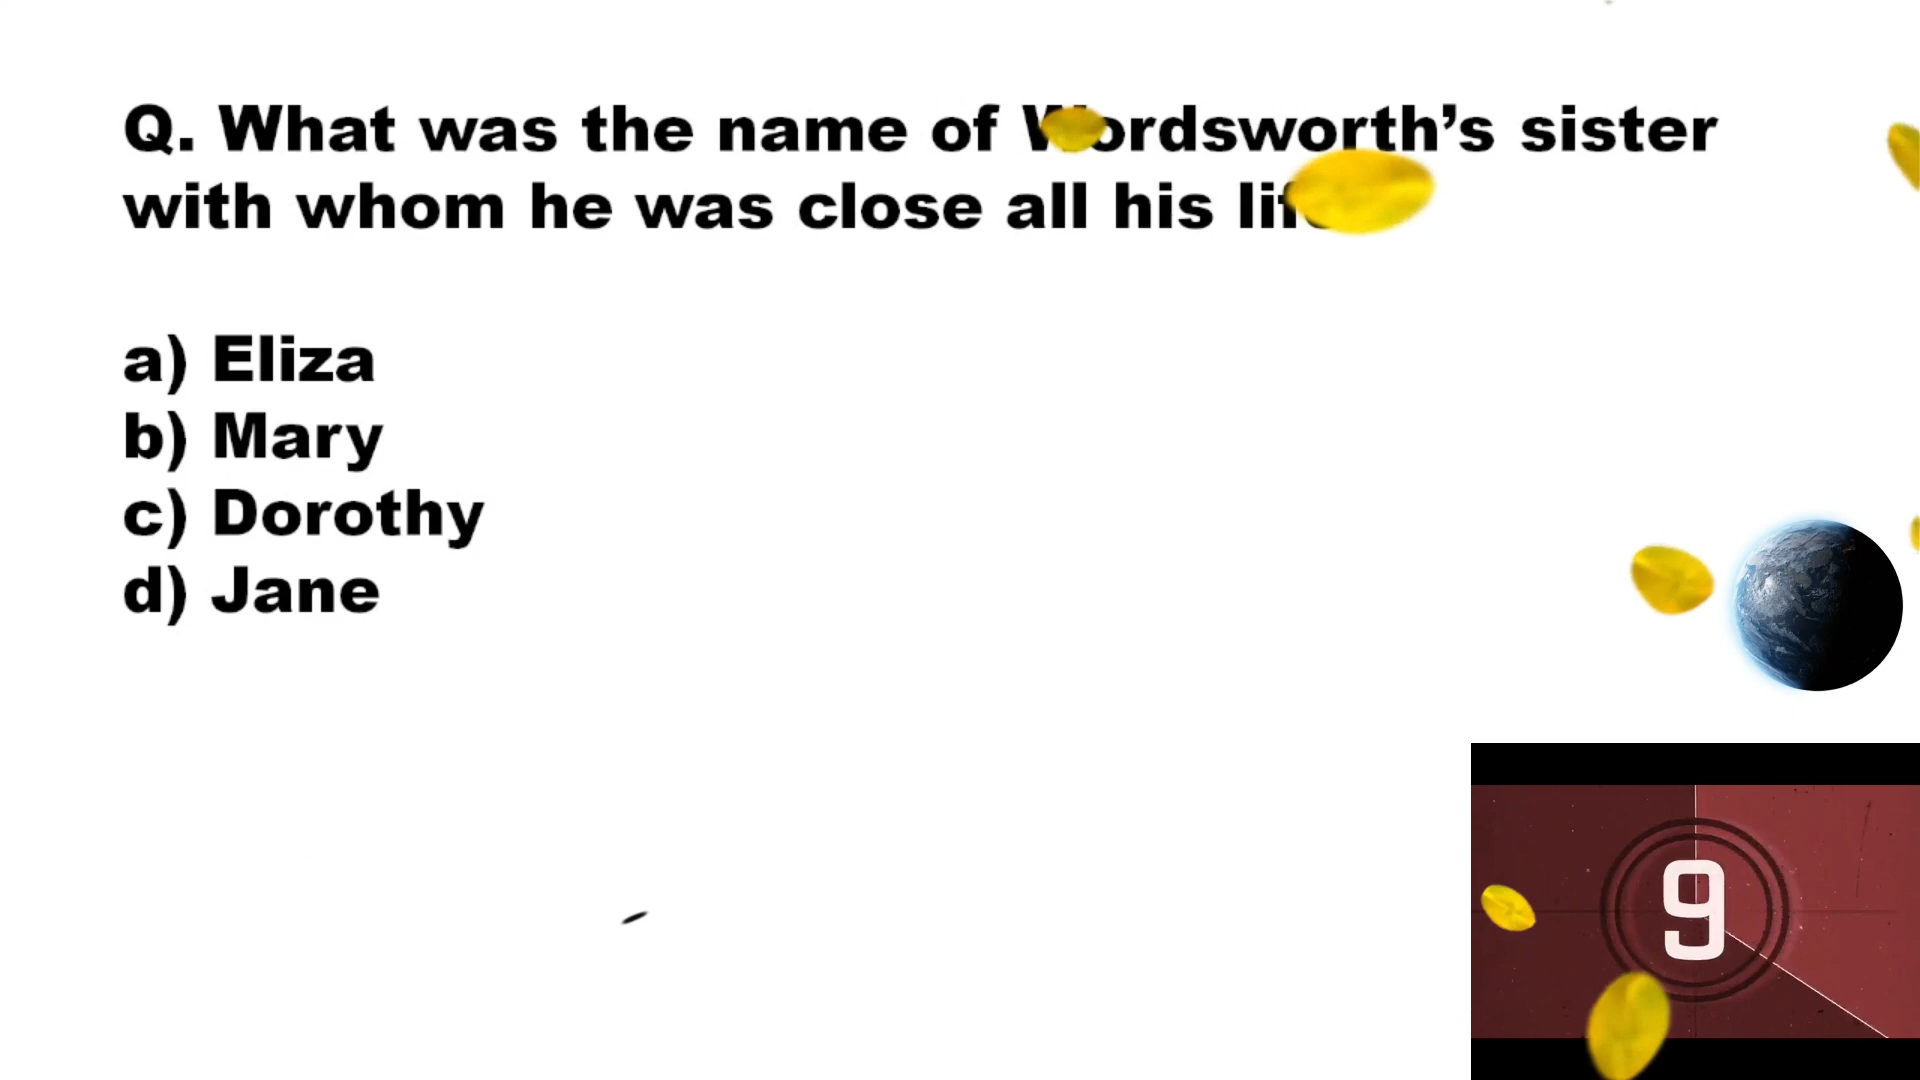 Q. What was the name of Wordsworth’s sister
with whom he was close all his life
a) Eliza
b) Mary
c) Dorothy
d) Jane
9